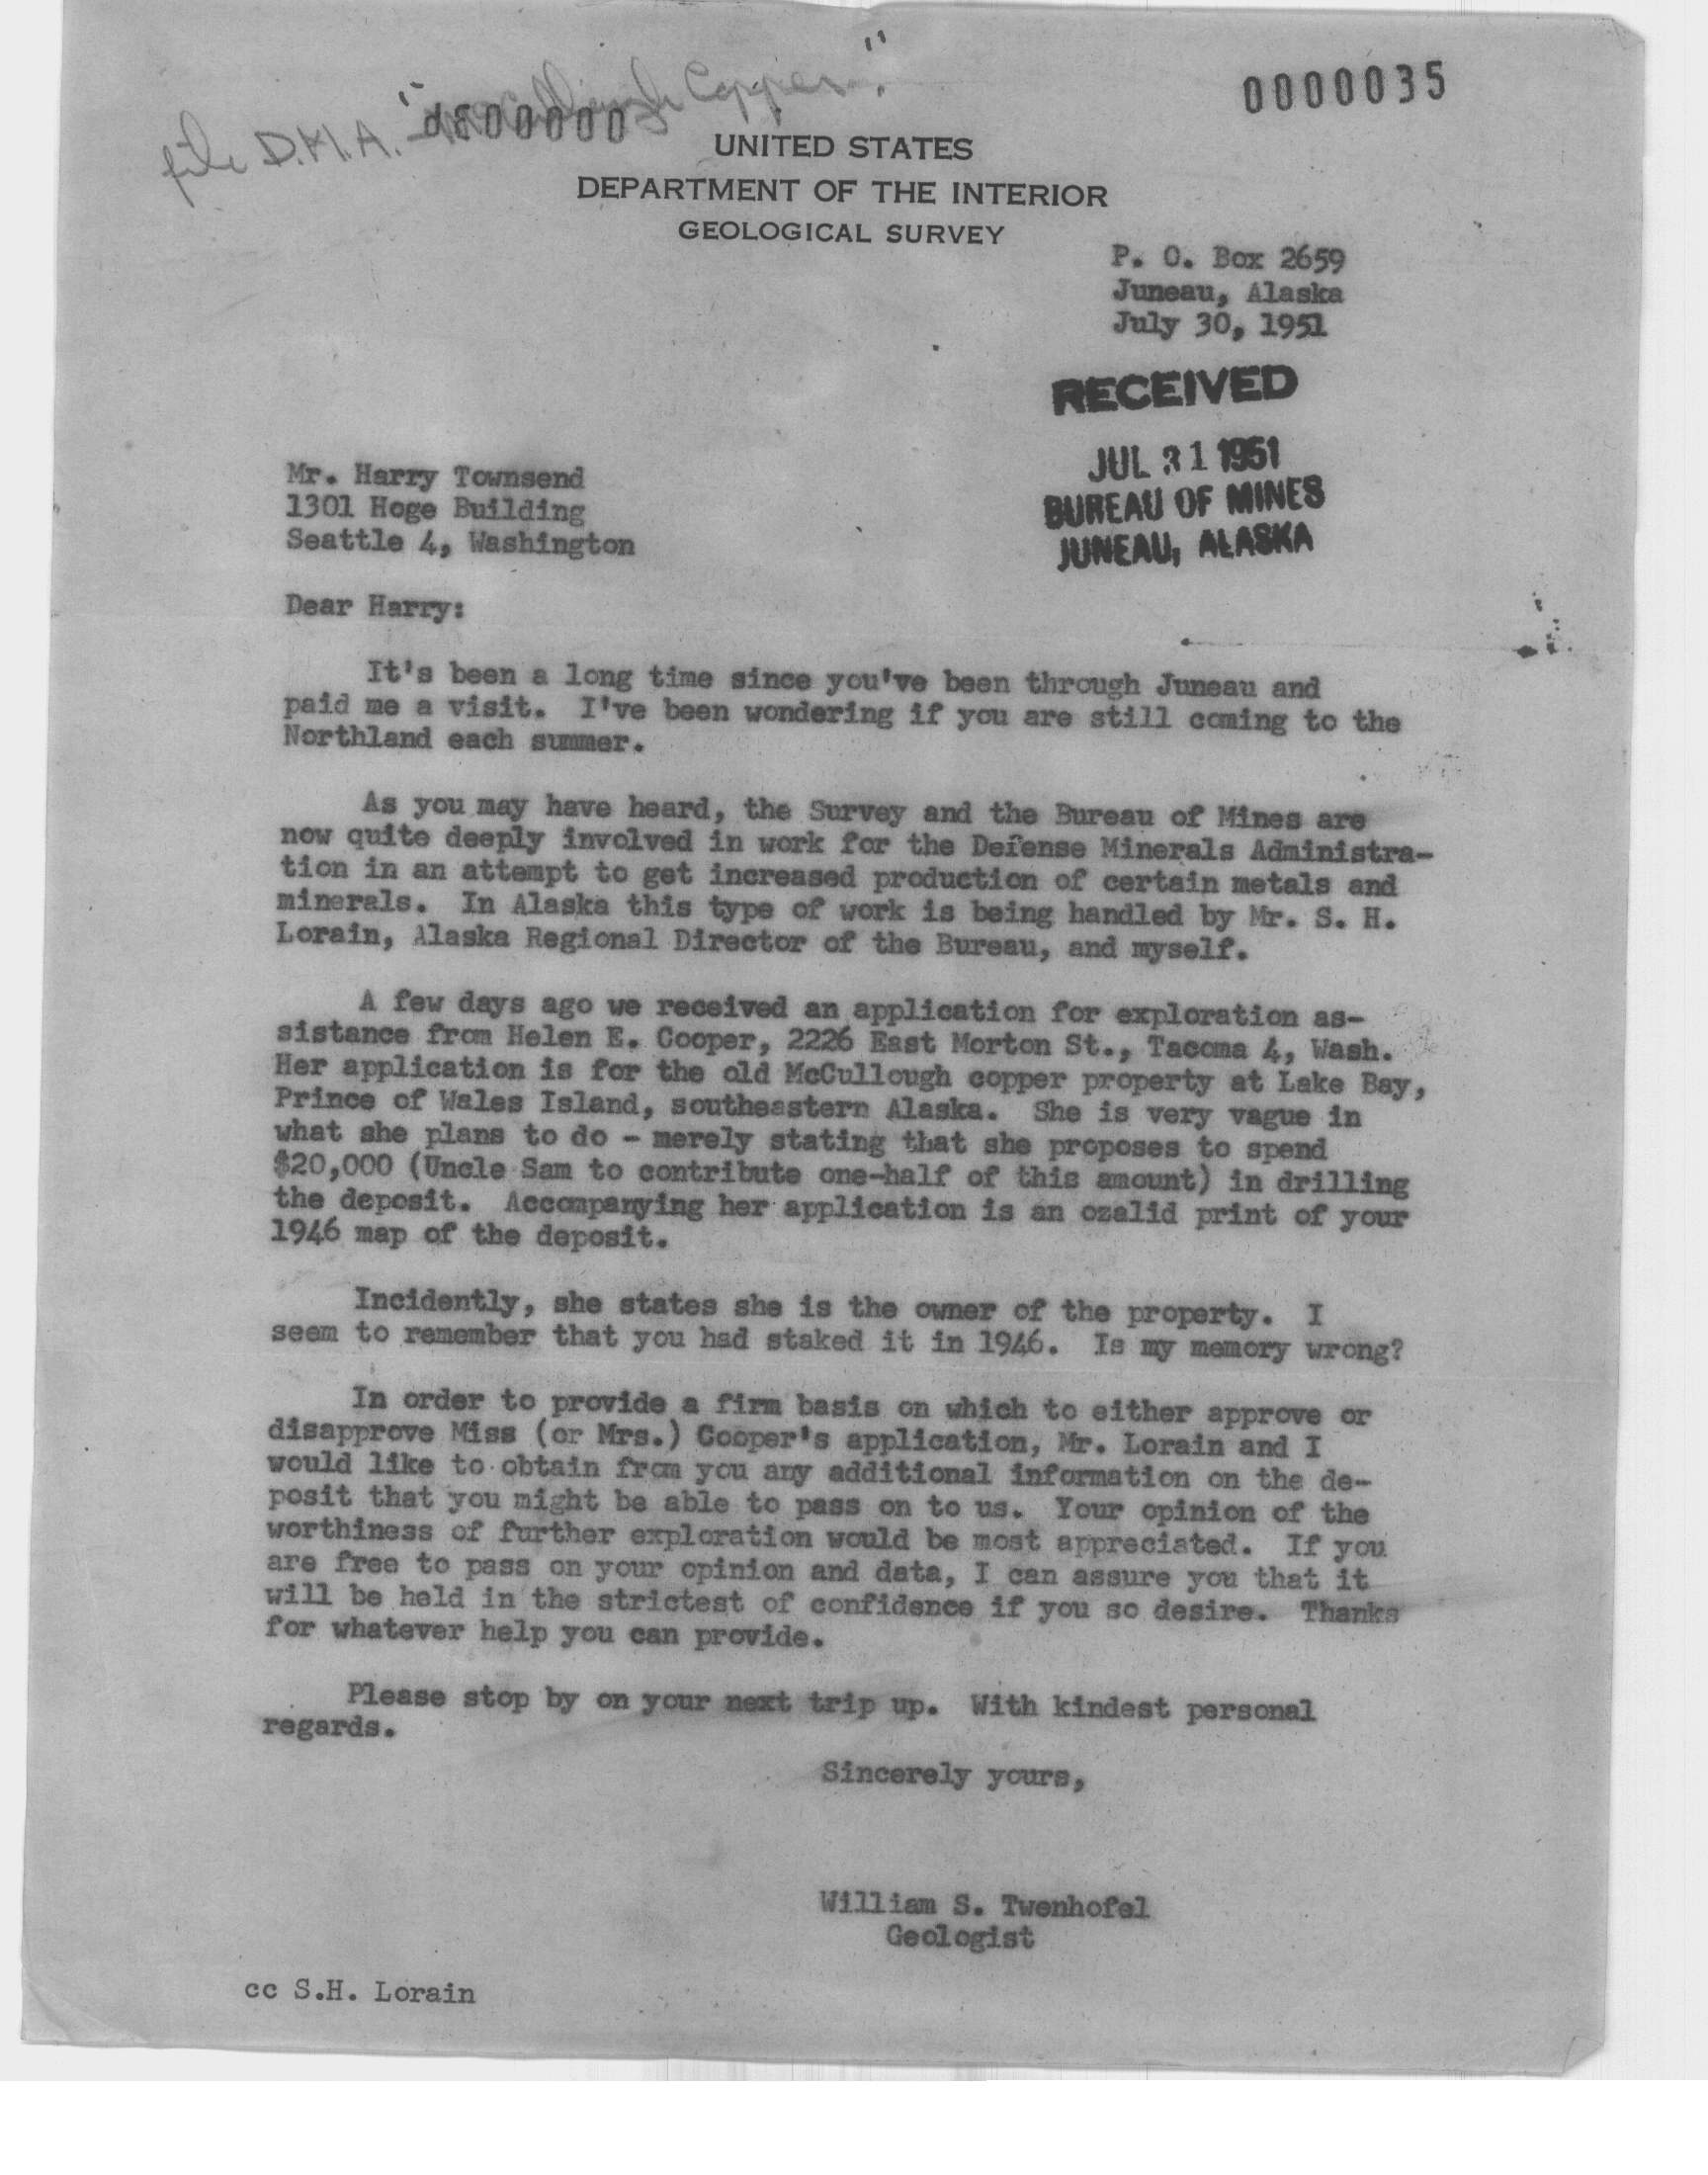 0000035
file D.M.A. "McCullough Copper"
UNITED STATES
DEPARTMENT OF THE INTERIOR
GEOLOGICAL SURVEY
P. O. Box 2659
Juneau, Alaska
July 30, 1951
RECEIVED
JUL 31 1951
BUREAU OF MINES
JUNEAU, ALASKA
Mr. Harry Townsend
1301 Hoge Building
Seattle 4, Washington
Dear Harry:
It's been a long time since you've been through Juneau and
paid me a visit. I've been wondering if you are still coming to the
Northland each summer.
As you may have heard, the Survey and the Bureau of Mines are
now quite deeply involved in work for the Defense Minerals Administra-
tion in an attempt to get increased production of certain metals and
minerals. In Alaska this type of work is being handled by Mr. S. H.
Lorain, Alaska Regional Director of the Bureau, and myself.
A few days ago we received an application for exploration as-
sistance from Helen E. Cooper, 2226 East Morton St., Tacoma 4, Wash.
Her application is for the old McCullough copper property at Lake Bay,
Prince of Wales Island, southeastern Alaska. She is very vague in
what she plans to do - merely stating that she proposes to spend
$20,000 (Uncle Sam to contribute one-half of this amount) in drilling
the deposit. Accompanying her application is an ozalid print of your
1946 map of the deposit.
Incidently, she states she is the owner of the property. I
seem to remember that you had staked it in 1946. Is my memory wrong?
In order to provide a firm basis on which to either approve or
disapprove Miss (or Mrs.) Cooper's application, Mr. Lorain and I
would like to obtain from you any additional information on the de-
posit that you might be able to pass on to us. Your opinion of the
worthiness of further exploration would be most appreciated. If you
are free to pass on your opinion and data, I can assure you that it
will be held in the strictest of confidence if you so desire. Thanks
for whatever help you can provide.
Please stop by on your next trip up. With kindest personal
regards.
Sincerely yours,
William S. Twenhofel
Geologist
cc S.H. Lorain